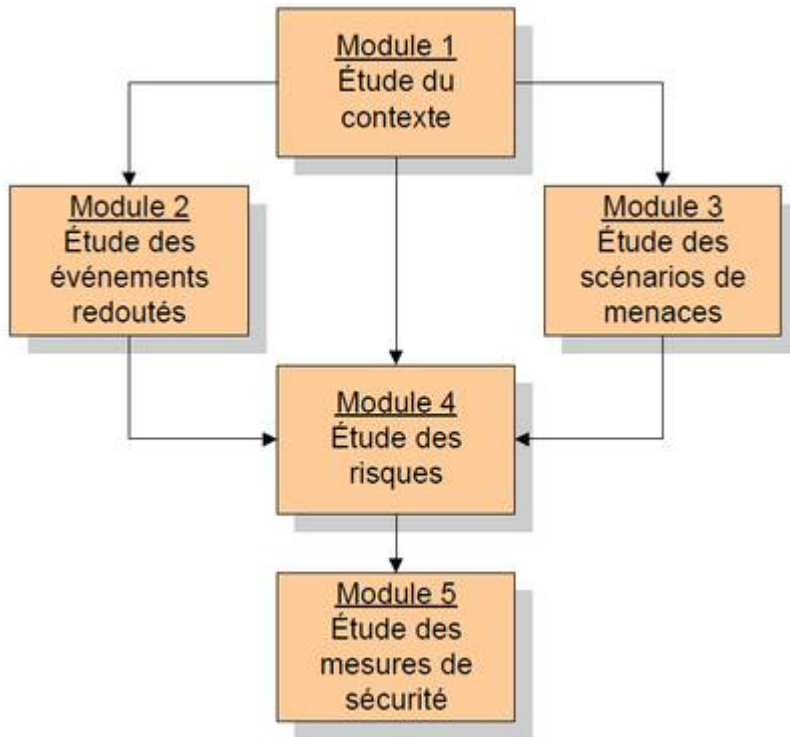 Module 1
Étude du
contexte
Module 2
Étude des
événements
redoutés
Module 3
Étude des
scénarios de
menaces
Module 4
Étude des
risques
Module 5
Étude des
mesures de
sécurité